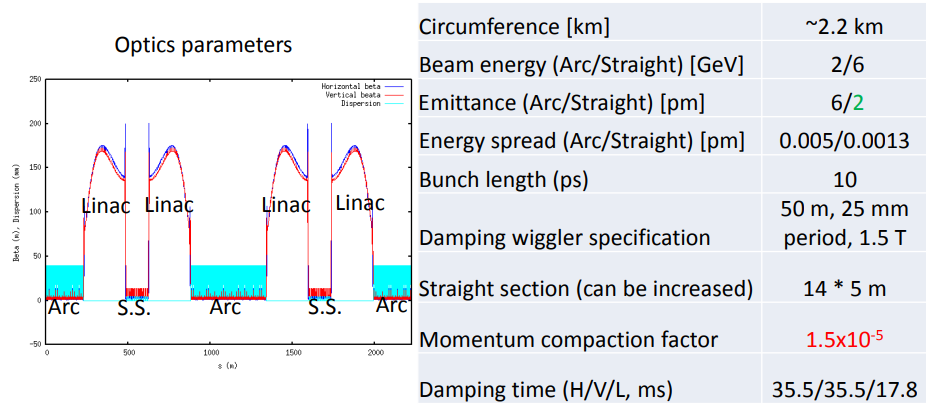 Optics parameters
250
200
150
100
50
0
-50
Beta (m), Dispersion (mm)
Horizontal beta
Vertical beata
Dispersion
Linac
Linac
Linac
Linac
Arc
S.S.
Arc
S.S.
Arc
0
500
1000
1500
2000
s (m)
Circumference [km] ~2.2 km
Beam energy (Arc/Straight) [GeV] 2/6
Emittance (Arc/Straight) [pm] 6/2
Energy spread (Arc/Straight) [pm] 0.005/0.0013
Bunch length (ps) 10
Damping wiggler specification 50 m, 25 mm
period, 1.5 T
Straight section (can be increased) 14 * 5 m
Momentum compaction factor 1.5x10⁻⁵
Damping time (H/V/L, ms) 35.5/35.5/17.8